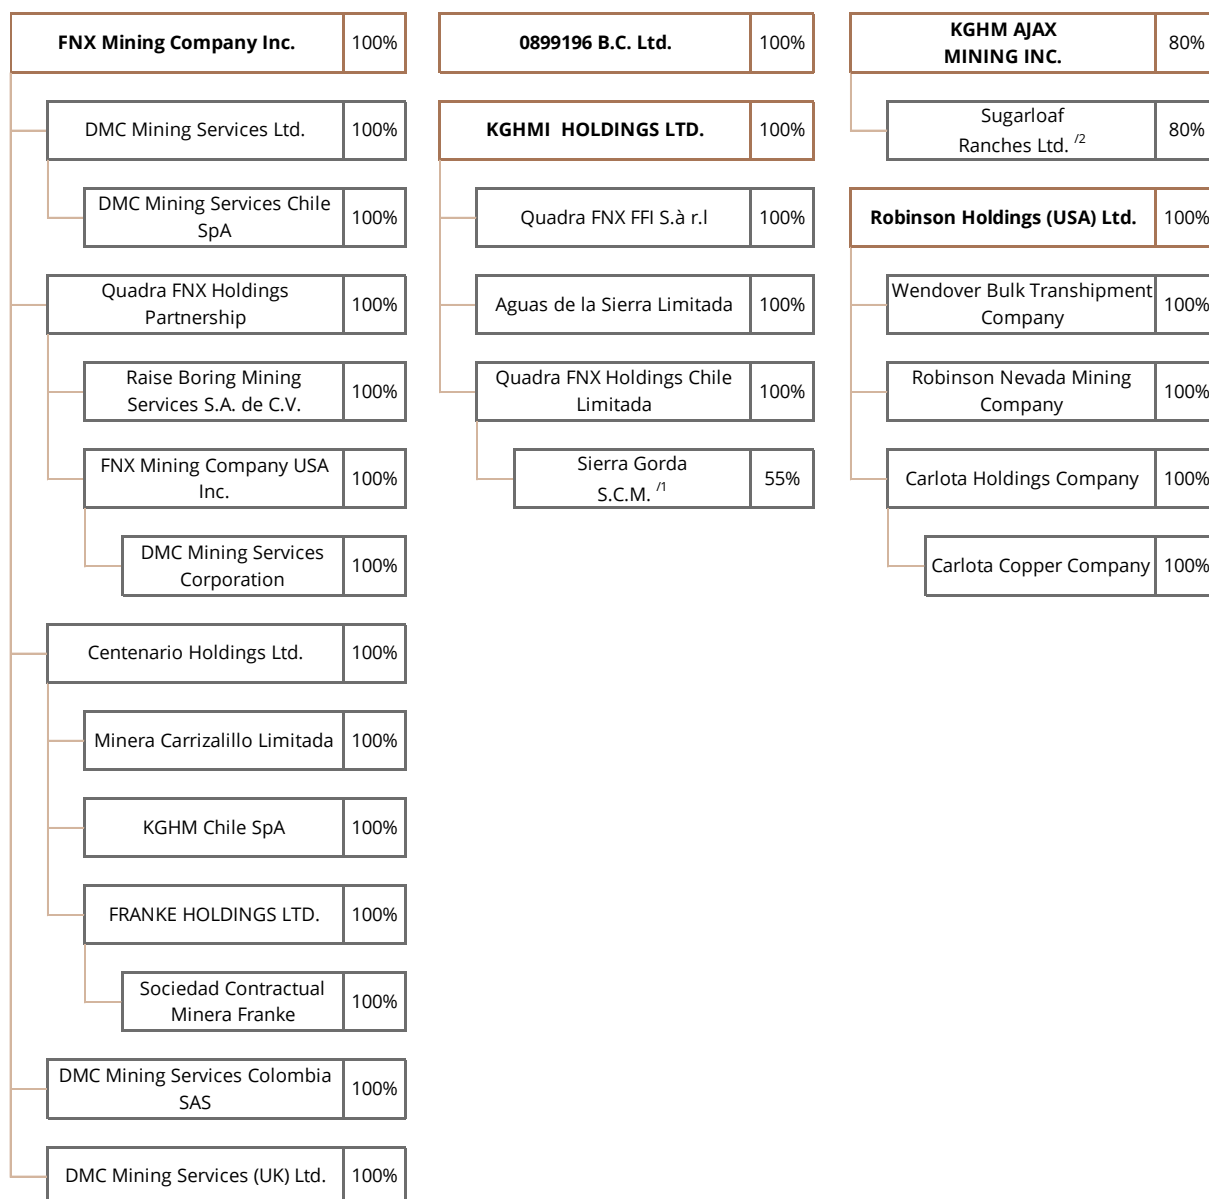 FNX Mining Company Inc.
100%
DMC Mining Services Ltd.
100%
DMC Mining Services Chile
SpA
100%
Quadra FNX Holdings
Partnership
100%
Raise Boring Mining
Services S.A. de C.V.
100%
FNX Mining Company USA
Inc.
100%
DMC Mining Services
Corporation
100%
Centenario Holdings Ltd.
100%
Minera Carrizalillo Limitada
100%
KGHM Chile SpA
100%
FRANKE HOLDINGS LTD.
100%
Sociedad Contractual
Minera Franke
100%
DMC Mining Services Colombia
SAS
100%
DMC Mining Services (UK) Ltd.
100%
0899196 B.C. Ltd.
100%
KGHMI HOLDINGS LTD.
100%
Quadra FNX FFI S.à r.l
100%
Aguas de la Sierra Limitada
100%
Quadra FNX Holdings Chile
Limitada
100%
Sierra Gorda
S.C.M. /1
55%
KGHM AJAX
MINING INC.
80%
Sugarloaf
Ranches Ltd. /2
80%
Robinson Holdings (USA) Ltd.
100%
Wendover Bulk Transhipment
Company
100%
Robinson Nevada Mining
Company
100%
Carlota Holdings Company
100%
Carlota Copper Company
100%